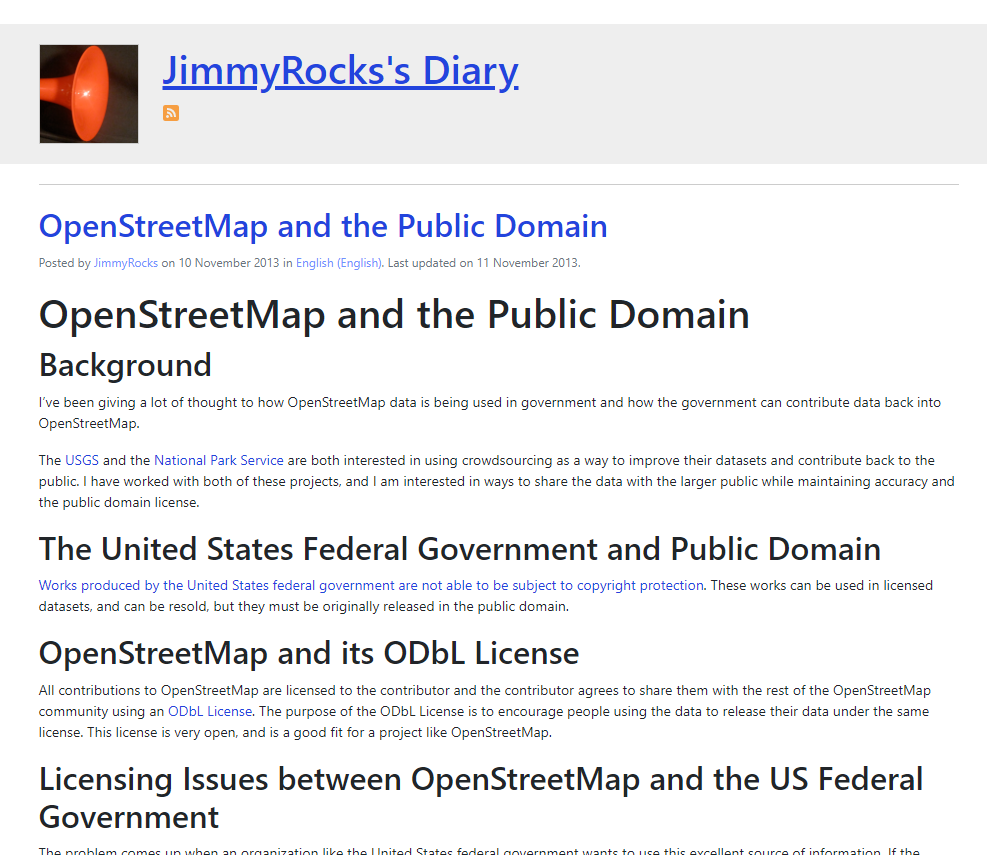 JimmyRocks's Diary
OpenStreetMap and the Public Domain
Posted by JimmyRocks on 10 November 2013 in English (English). Last updated on 11 November 2013.
OpenStreetMap and the Public Domain
Background
I’ve been giving a lot of thought to how OpenStreetMap data is being used in government and how the government can contribute data back into
OpenStreetMap.
The USGS and the National Park Service are both interested in using crowdsourcing as a way to improve their datasets and contribute back to the
public. I have worked with both of these projects, and I am interested in ways to share the data with the larger public while maintaining accuracy and
the public domain license.
The United States Federal Government and Public Domain
Works produced by the United States federal government are not able to be subject to copyright protection. These works can be used in licensed
datasets, and can be resold, but they must be originally released in the public domain.
OpenStreetMap and its ODbL License
All contributions to OpenStreetMap are licensed to the contributor and the contributor agrees to share them with the rest of the OpenStreetMap
community using an ODbL License. The purpose of the ODbL License is to encourage people using the data to release their data under the same
license. This license is very open, and is a good fit for a project like OpenStreetMap.
Licensing Issues between OpenStreetMap and the US Federal
Government
The problem comes up when an organization like the United States federal government wants to use this excellent source of information. If the